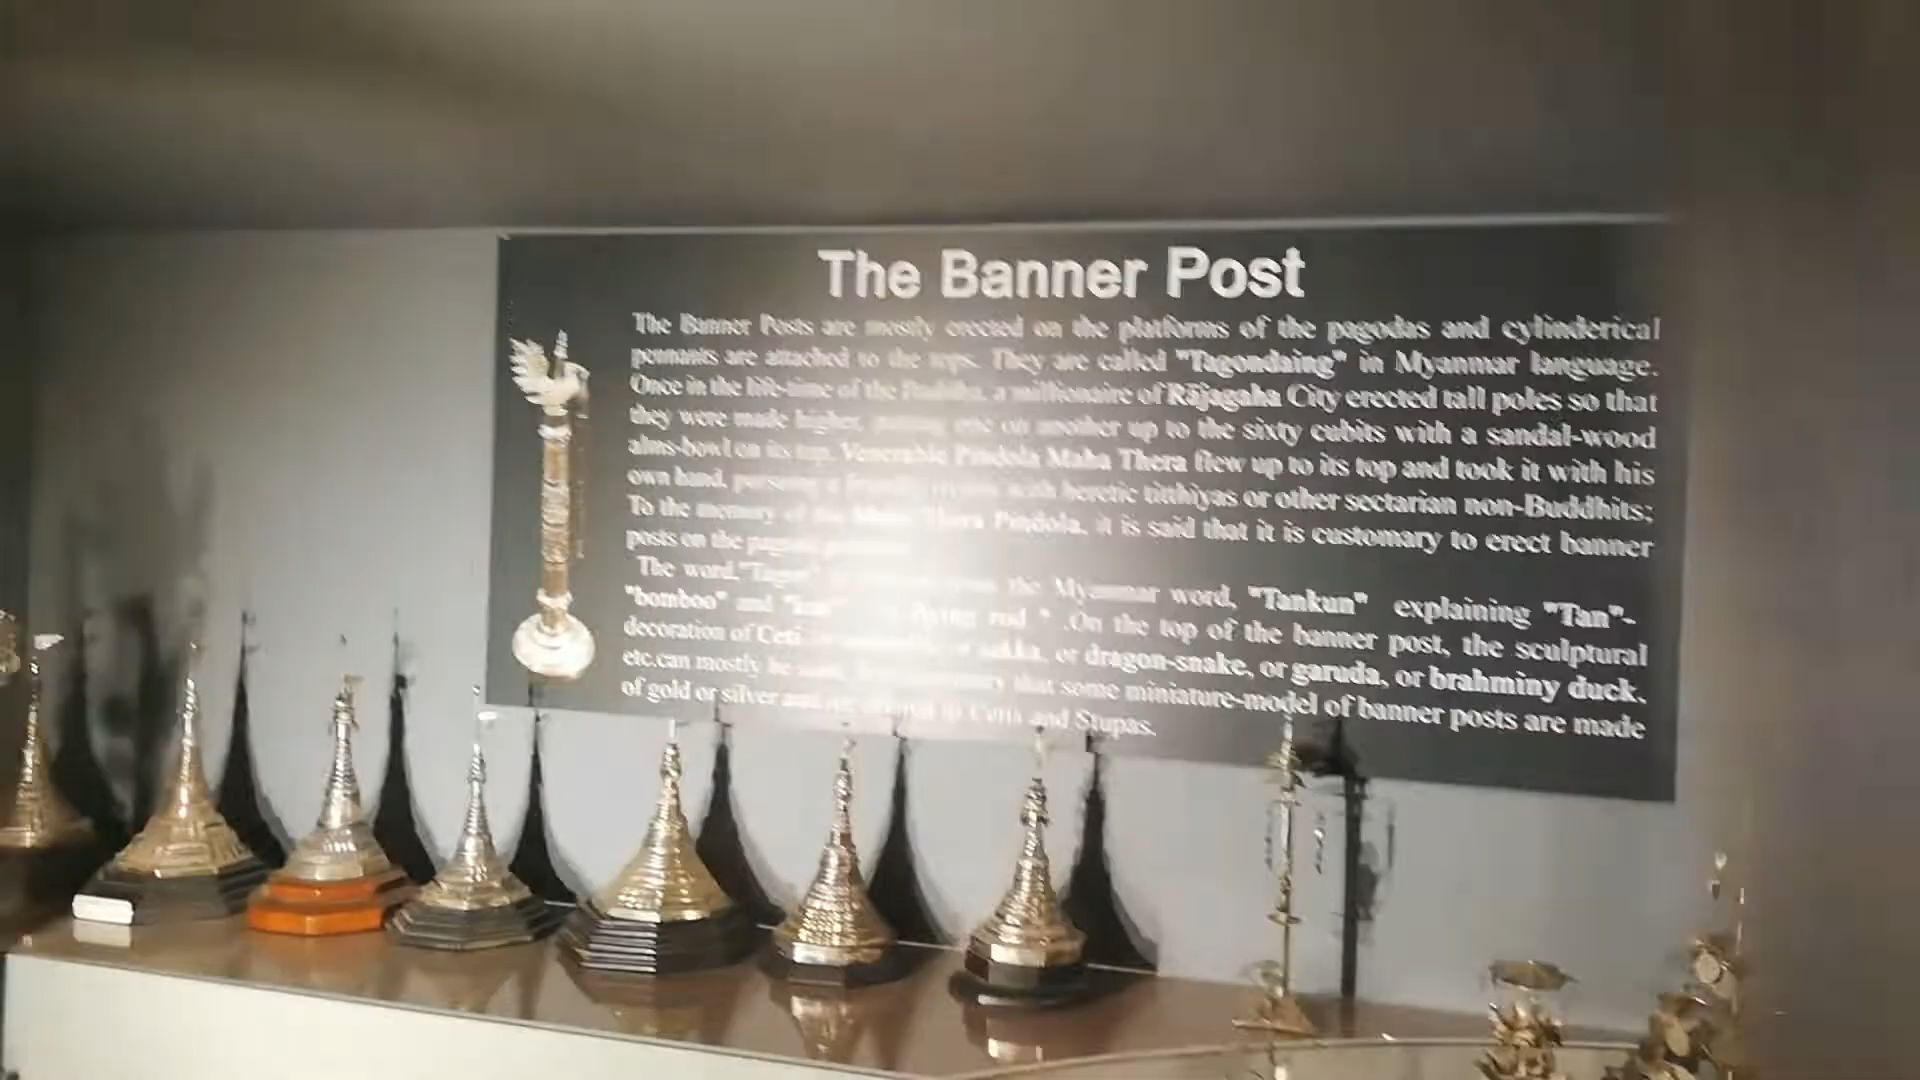 The Banner Post
The Banner Posts are mostly erected on the platforms of the pagodas and cylinderical
pennants are attached to the tops. They are called "Tagondaing" in Myanmar language.
Once in the life-time of the Buddha, a millionaire of Rājagaha City erected tall poles so that
they were made higher, one on another up to the sixty cubits with a sandal-wood
alms-bowl on its top. Venerable Pindola Maha Thera flew up to its top and took it with his
own hand, with heretic titthiyas or other sectarian non-Buddhits;
To the memory of Thera Pindola, it is said that it is customary to erect banner
posts on the
The word, the Myanmar word, "Tankun" explaining "Tan"-
"bomboo" and rod " .On the top of the banner post, the sculptural
decoration of Ceti or dragon-snake, or garuda, or brahminy duck.
etc.can mostly be that some miniature-model of banner posts are made
of gold or silver to Cetis and Stupas.